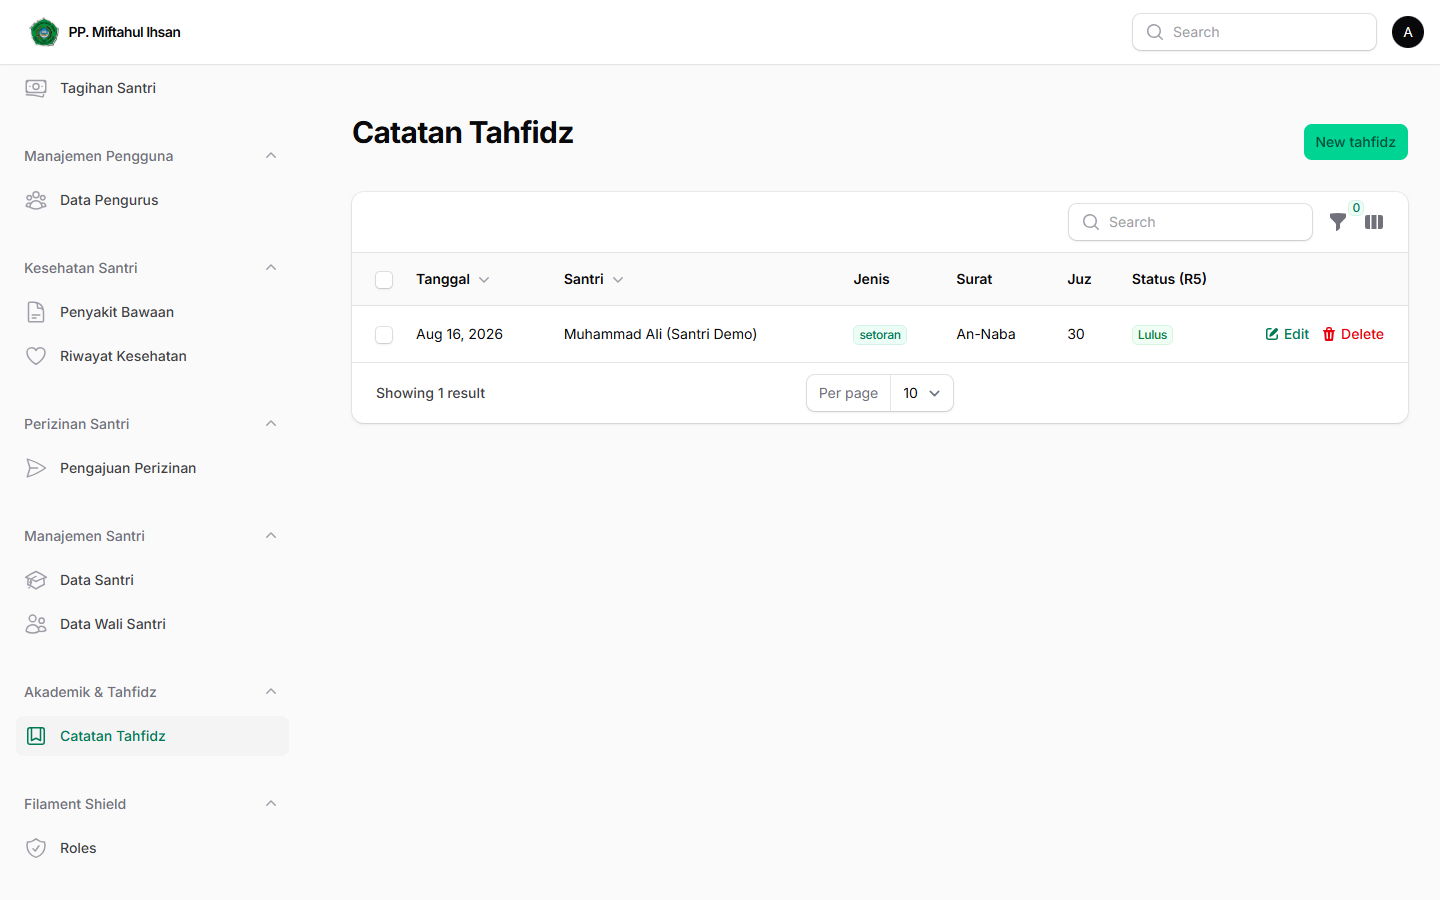 PP. Miftahul Ihsan
Search
A
Tagihan Santri
Manajemen Pengguna
Data Pengurus
Kesehatan Santri
Penyakit Bawaan
Riwayat Kesehatan
Perizinan Santri
Pengajuan Perizinan
Manajemen Santri
Data Santri
Data Wali Santri
Akademik & Tahfidz
Catatan Tahfidz
Filament Shield
Roles
Catatan Tahfidz
New tahfidz
Search
0
Tanggal Santri Jenis Surat Juz Status (R5)
Aug 16, 2026 Muhammad Ali (Santri Demo) setoran An-Naba 30 Lulus Edit Delete
Showing 1 result
Per page 10